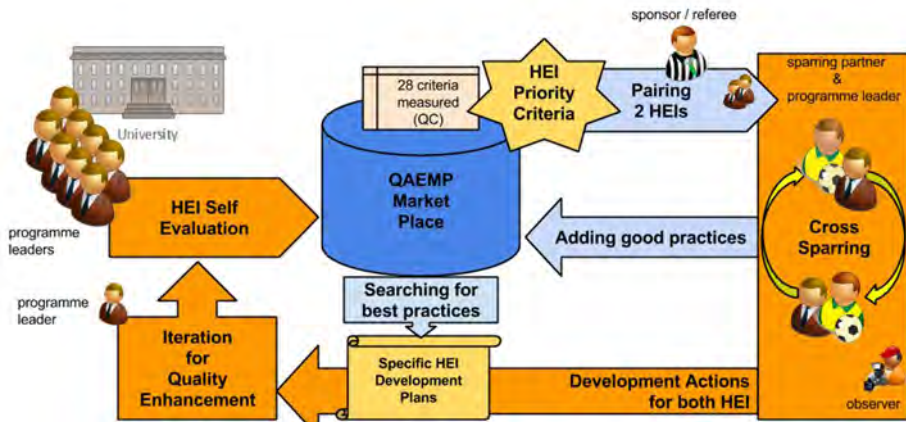 sponsor / referee
University
programme
leaders
HEI Self
Evaluation
28 criteria
measured
(QC)
HEI
Priority
Criteria
Pairing
2 HEIs
sparring partner
&
programme leader
QAEMP
Market
Place
Adding good practices
Cross
Sparring
Searching for
best practices
programme
leader
Iteration
for
Quality
Enhancement
Specific HEI
Development
Plans
Development Actions
for both HEI
observer